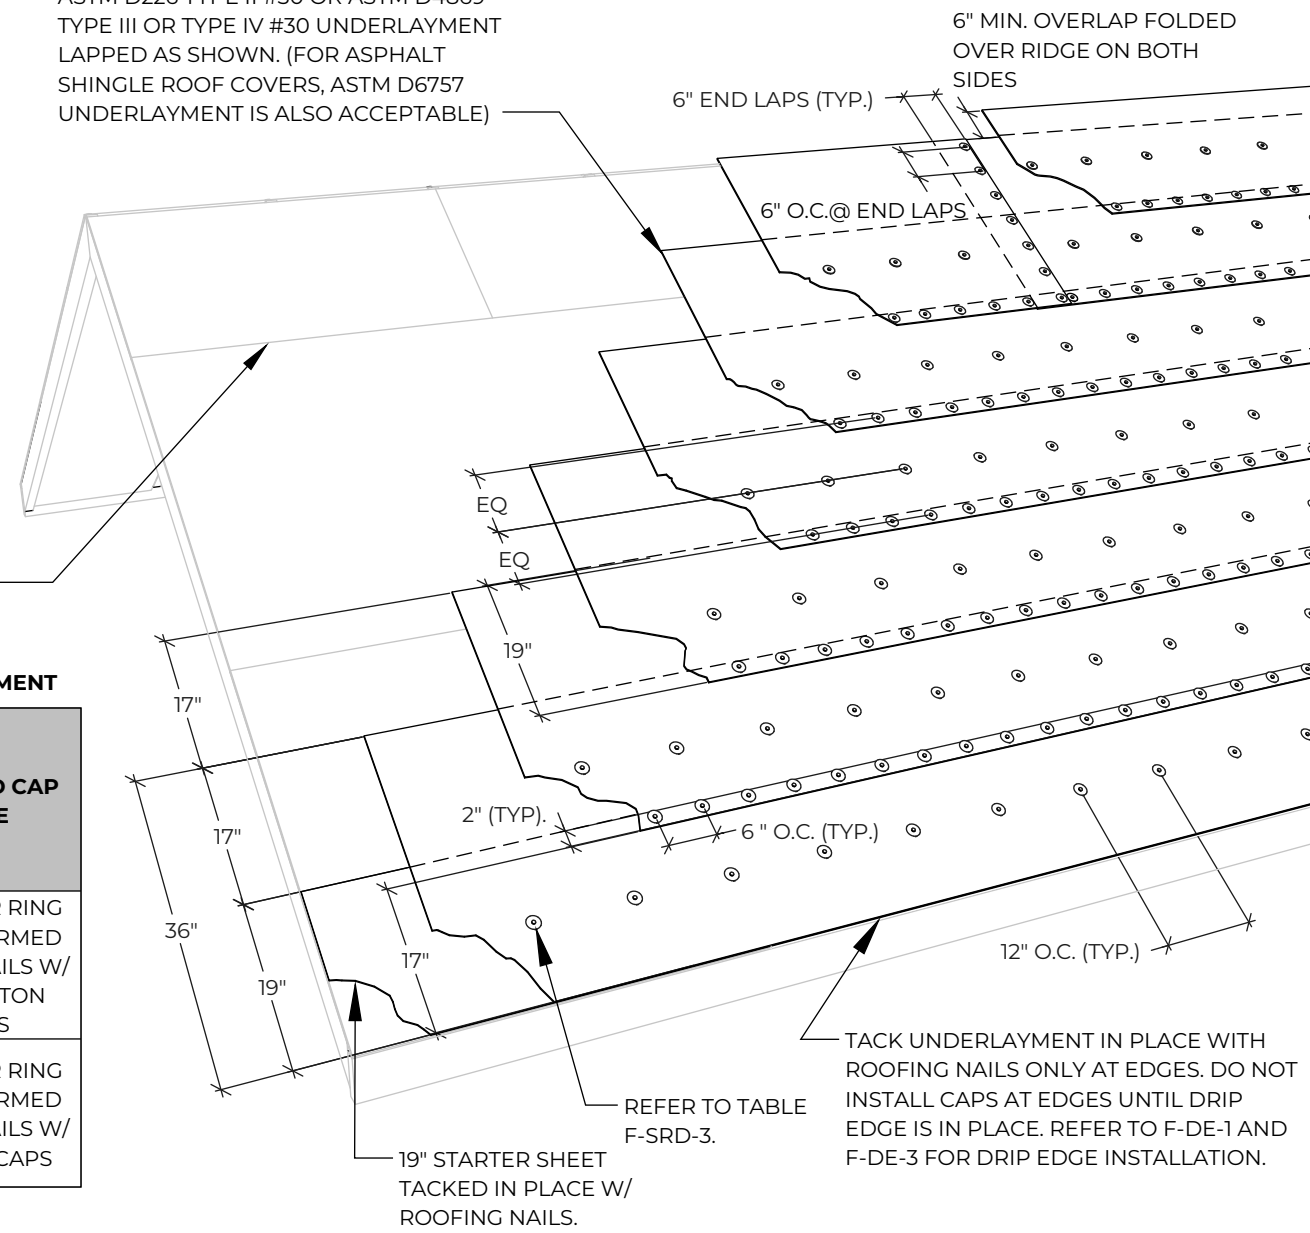 TYPE III OR TYPE IV #30 UNDERLAYMENT
LAPPED AS SHOWN. (FOR ASPHALT
SHINGLE ROOF COVERS, ASTM D6757
UNDERLAYMENT IS ALSO ACCEPTABLE)
6" MIN. OVERLAP FOLDED
OVER RIDGE ON BOTH
SIDES
6" END LAPS (TYP.)
6" O.C.@ END LAPS
EQ
EQ
19"
17"
17"
36"
19"
17"
2" (TYP).
6 " O.C. (TYP.)
12" O.C. (TYP.)
MENT
CAP
E
RING
RMED
AILS W/
TON
S
RING
RMED
AILS W/
CAPS
TACK UNDERLAYMENT IN PLACE WITH
ROOFING NAILS ONLY AT EDGES. DO NOT
INSTALL CAPS AT EDGES UNTIL DRIP
EDGE IS IN PLACE. REFER TO F-DE-1 AND
F-DE-3 FOR DRIP EDGE INSTALLATION.
REFER TO TABLE
F-SRD-3.
19" STARTER SHEET
TACKED IN PLACE W/
ROOFING NAILS.